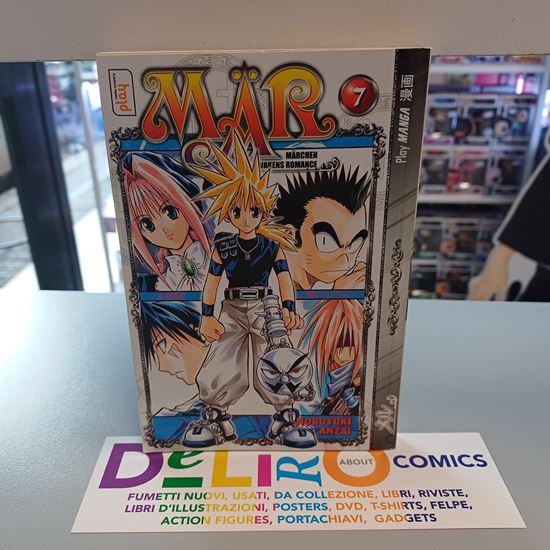 play
MÄR
7
MÄRCHEN
AWAKENS ROMANCE
NOBUYUKI
ANZAI
漫画
Play MANGA
DeLIRO ABOUT COMICS
FUMETTI NUOVI, USATI, DA COLLEZIONE, LIBRI, RIVISTE,
LIBRI D'ILLUSTRAZIONI, POSTERS, DVD, T-SHIRTS, FELPE,
ACTION FIGURES, PORTACHIAVI, GADGETS